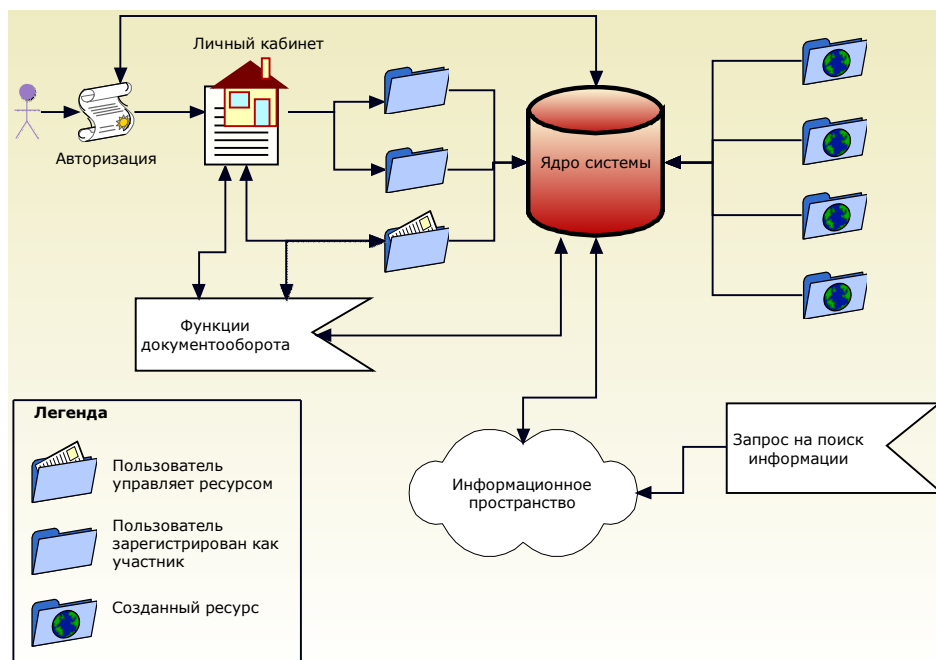 Личный кабинет
Авторизация
Ядро системы
Функции
документооборота
Легенда
Пользователь
управляет ресурсом
Пользователь
зарегистрирован как
участник
Созданный ресурс
Информационное
пространство
Запрос на поиск
информации